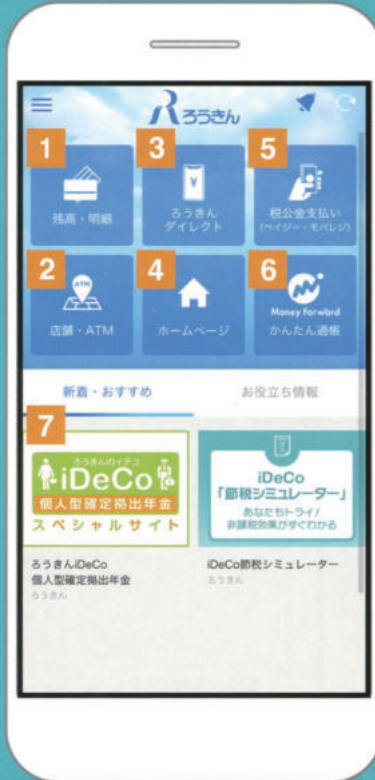 ろうきん
1
残高・明細
3
¥
ろうきん
ダイレクト
5
税公金支払い
(ペイジー・モバレジ)
2
ATM
店舗・ATM
4
ホームページ
6
Money Forward
かんたん通帳
新着・おすすめ
お役立ち情報
7
ろうきんのイデコ
iDeCo
個人型確定拠出年金
スペシャルサイト
iDeCo
「節税シミュレーター」
あなたもトライ!
非課税効果がすぐわかる
ろうきんiDeCo
個人型確定拠出年金
ろうきん
iDeCo節税シミュレーター
ろうきん